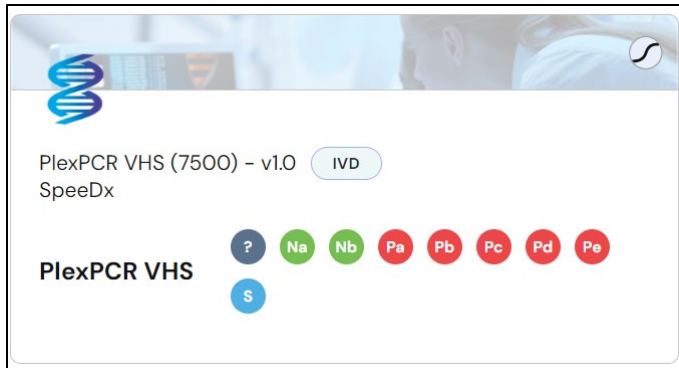 PlexPCR VHS (7500) - v1.0 IVD
SpeeDx
PlexPCR VHS ? Na Nb Pa Pb Pc Pd Pe
S